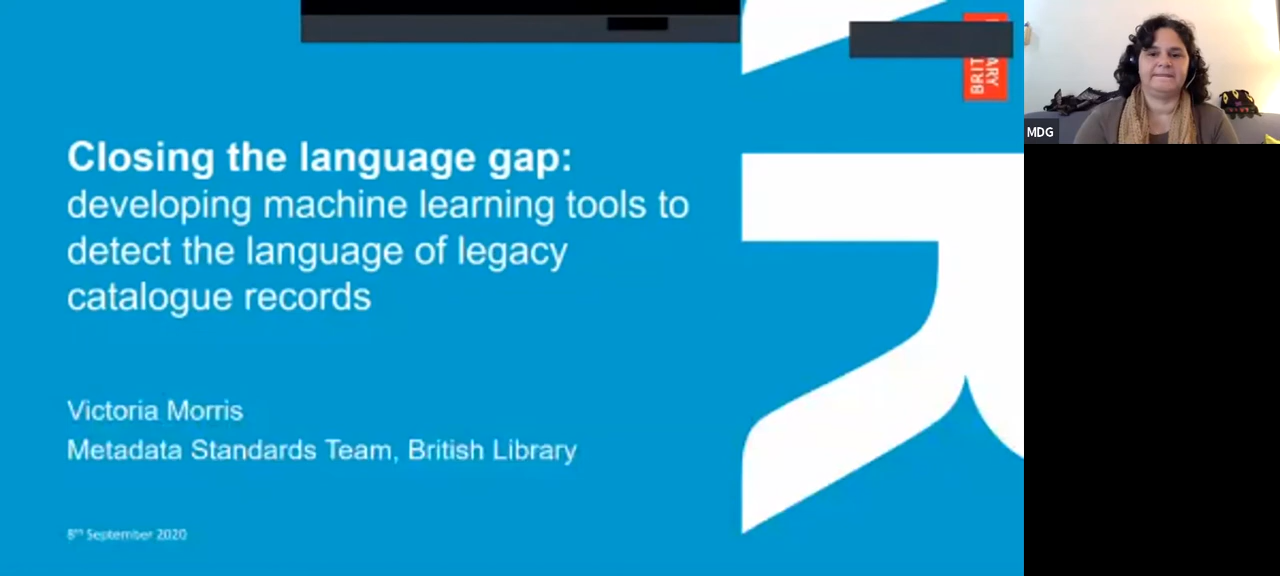 Closing the language gap:
developing machine learning tools to
detect the language of legacy
catalogue records
Victoria Morris
Metadata Standards Team, British Library
8th September 2020
MDG